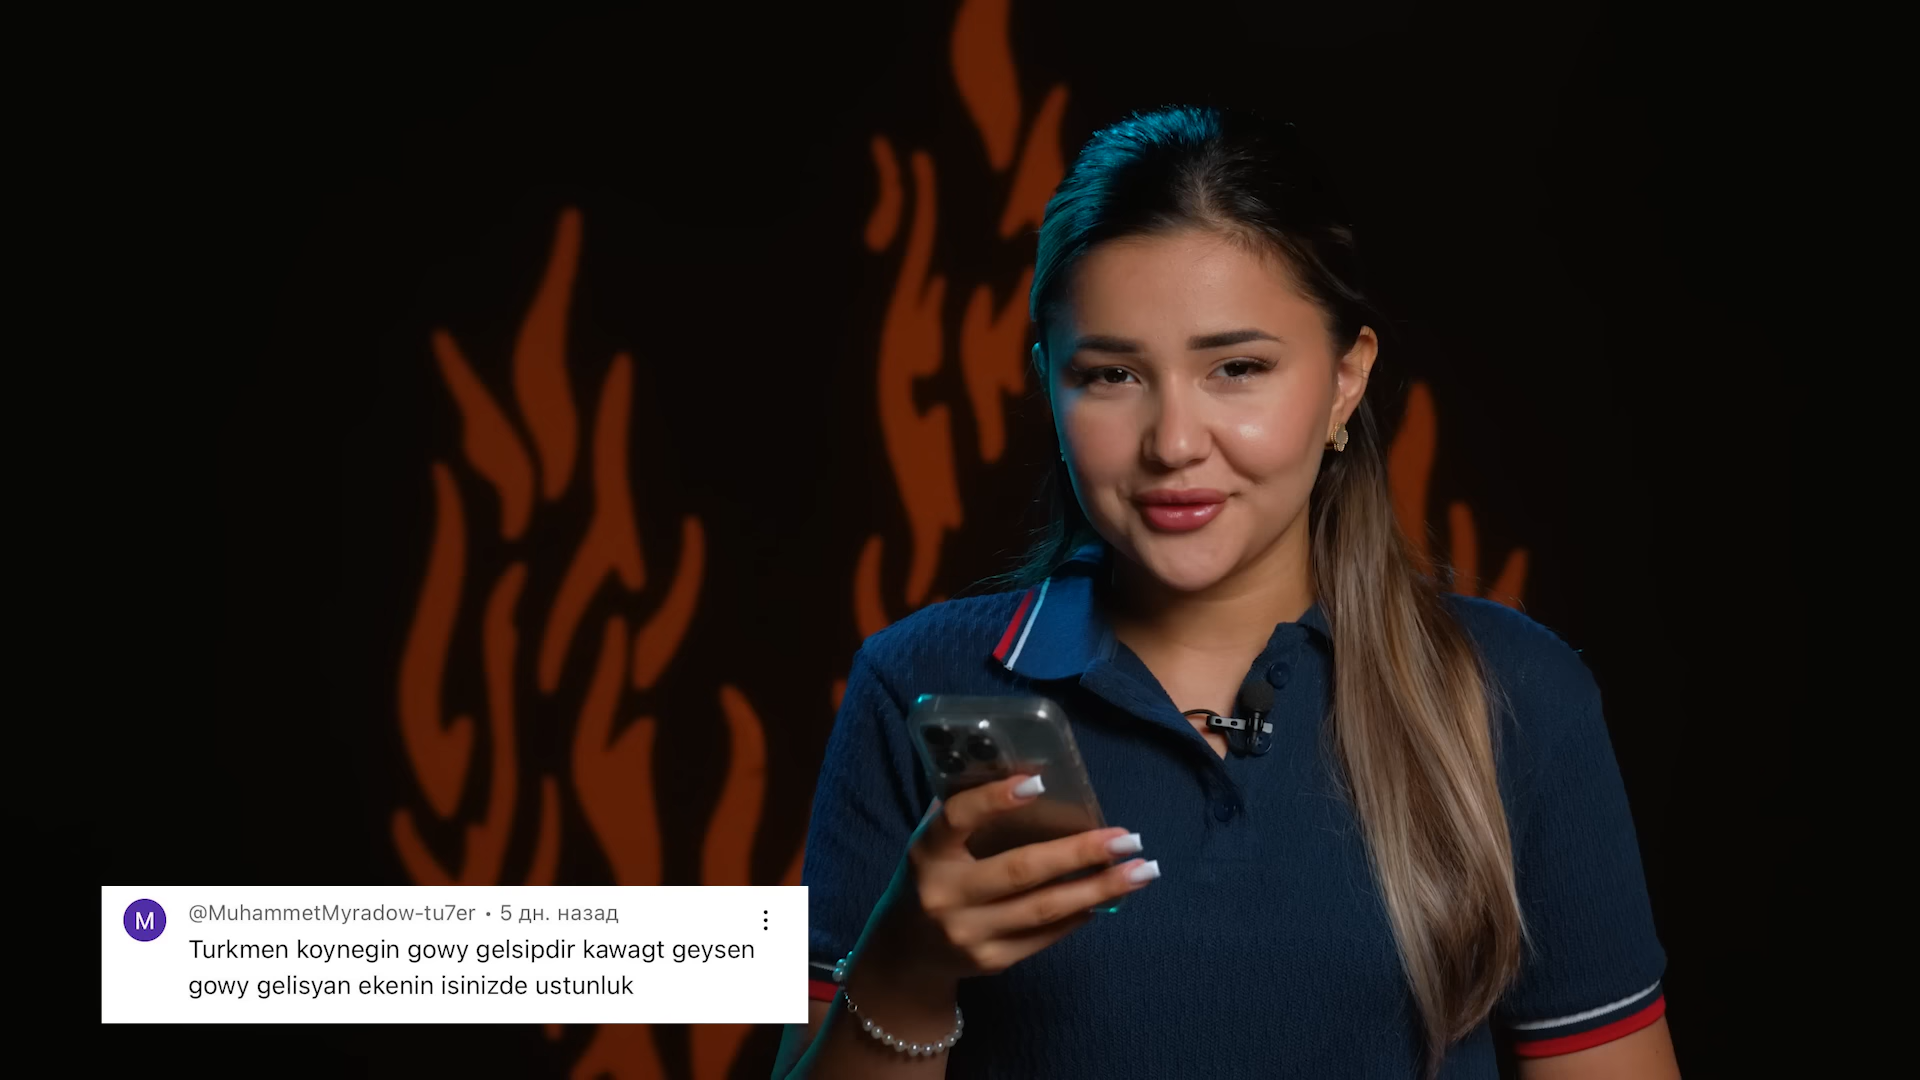 M
@MuhammetMyradow-tu7er • 5 дн. назад
Turkmen koynegin gowy gelsipdir kawagt geysen
gowy gelisyan ekenin isinizde ustunluk